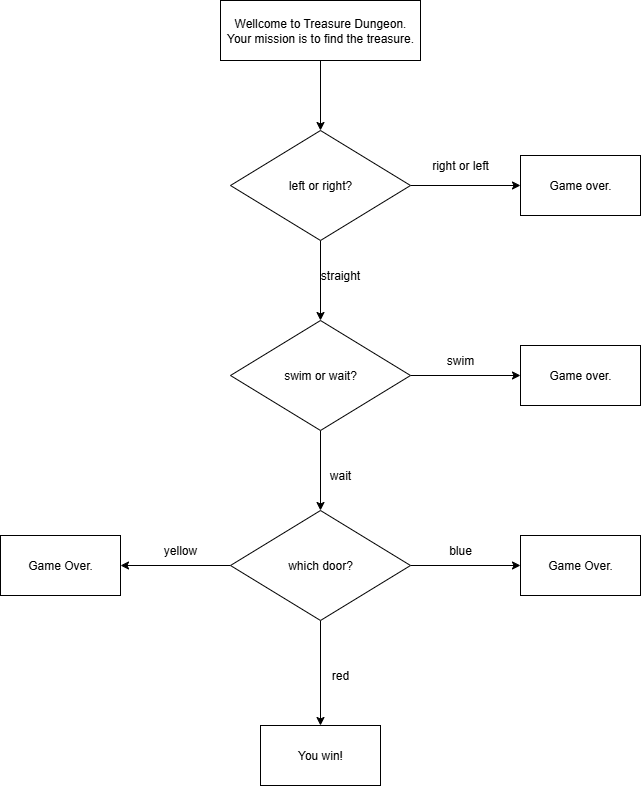 Wellcome to Treasure Dungeon.
Your mission is to find the treasure.
left or right?
right or left
Game over.
straight
swim or wait?
swim
Game over.
wait
Game Over.
yellow
which door?
blue
Game Over.
red
You win!